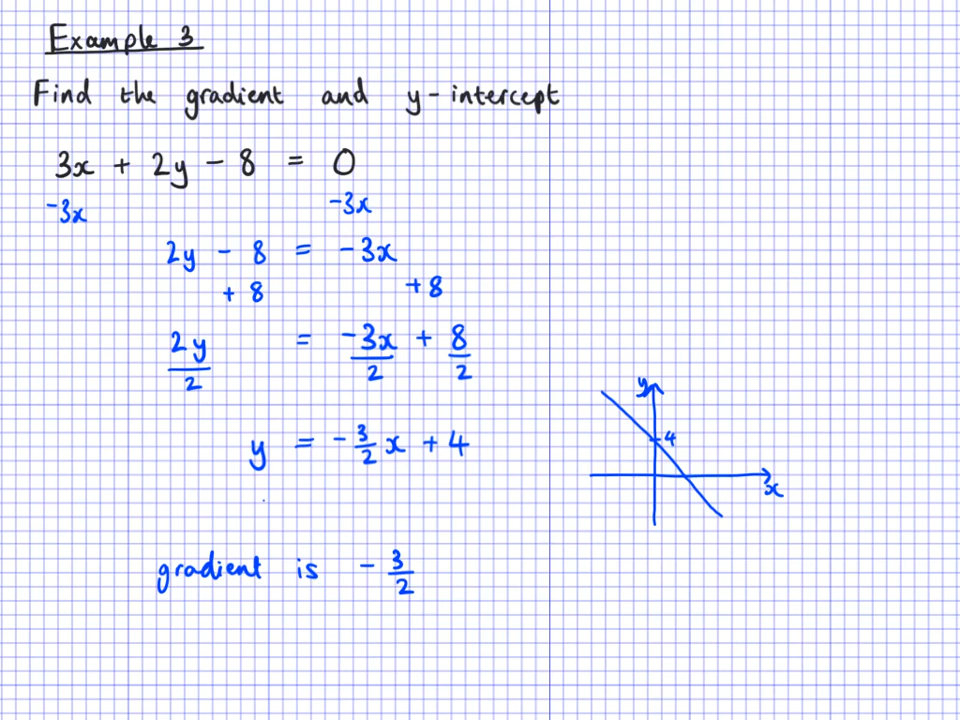 Example 3
Find the gradient and y-intercept
3x + 2y - 8 = 0
-3x -3x
2y - 8 = -3x
+ 8 + 8
2y/2 = -3x/2 + 8/2
y = -3/2 x + 4
gradient is - 3/2
y
4
x